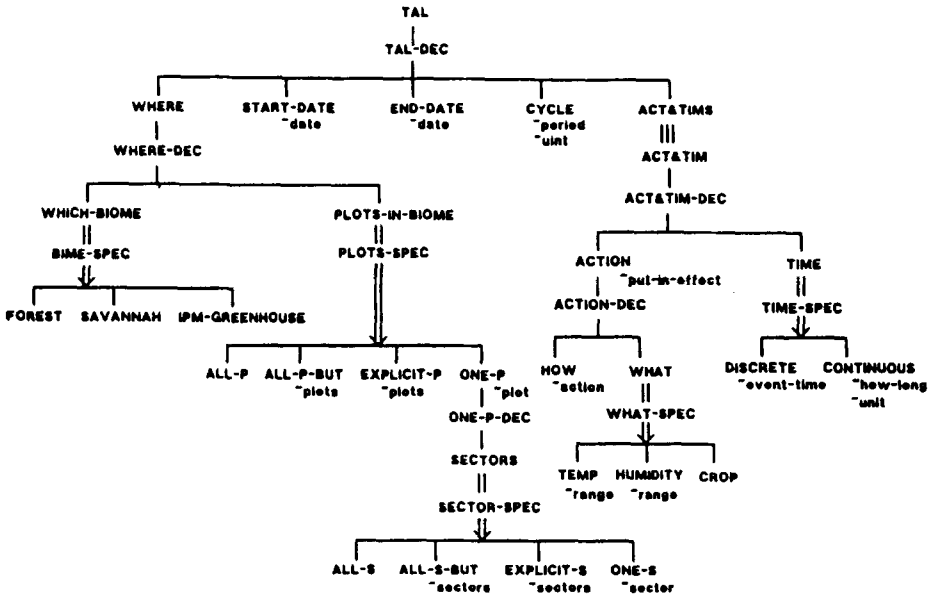 TAL
TAL-DEC
WHERE START-DATE END-DATE CYCLE ACT&TIMS
~date ~date ~period
~uint
WHERE-DEC ACT&TIM
ACT&TIM-DEC
WHICH-BIOME PLOTS-IN-BIOME
BIME-SPEC PLOTS-SPEC
ACTION TIME
~put-in-effect
ACTION-DEC TIME-SPEC
FOREST SAVANNAH IPM-GREENHOUSE
ALL-P ALL-P-BUT EXPLICIT-P ONE-P HOW WHAT DISCRETE CONTINUOUS
~plots ~plots ~plot ~action ~event-time ~how-long
~unit
ONE-P-DEC WHAT-SPEC
SECTORS
TEMP HUMIDITY CROP
~range ~range
SECTOR-SPEC
ALL-S ALL-S-BUT EXPLICIT-S ONE-S
~sectors ~sectors ~sector